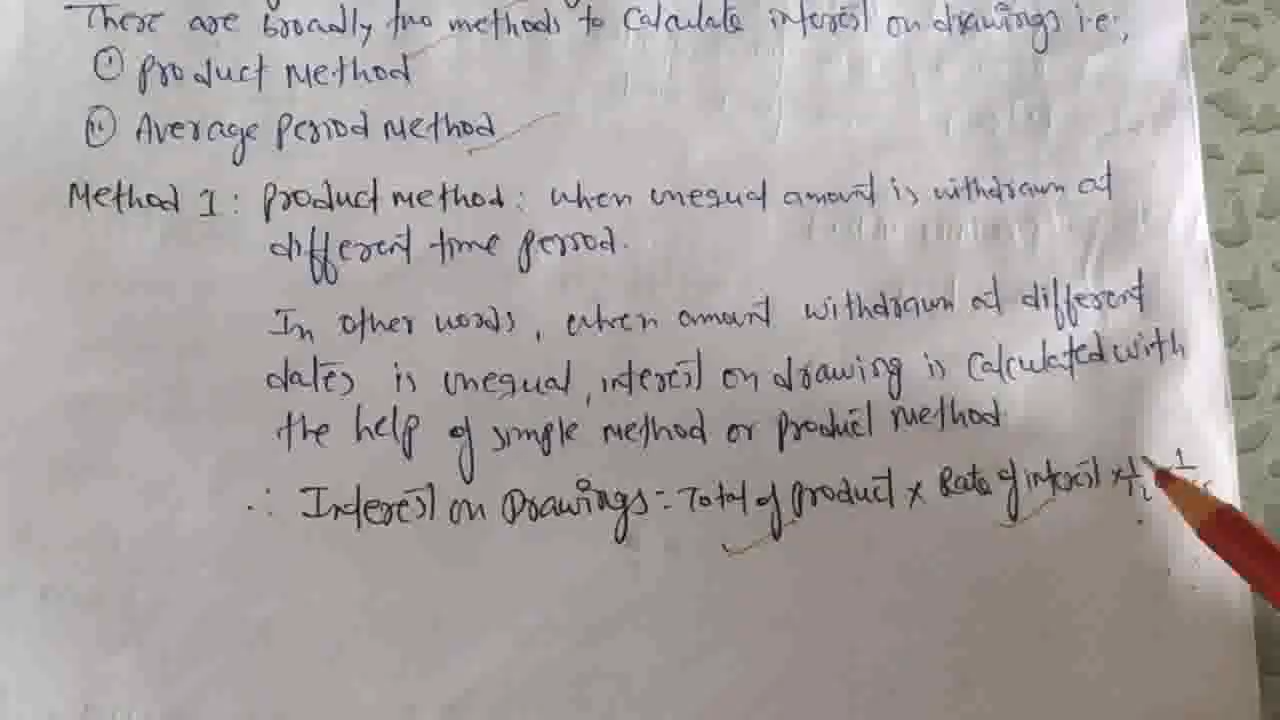 There are broadly two methods to calculate interest on drawings i.e.,
(i) Product Method
(ii) Average Period Method
Method 1: Product method: when unequal amount is withdrawn at
different time period.
In other words, when amount withdrawn at different
dates is unequal, interest on drawing is calculated with
the help of simple method or product method.
∴ Interest on Drawings = Total of product × Rate of interest × 1/12